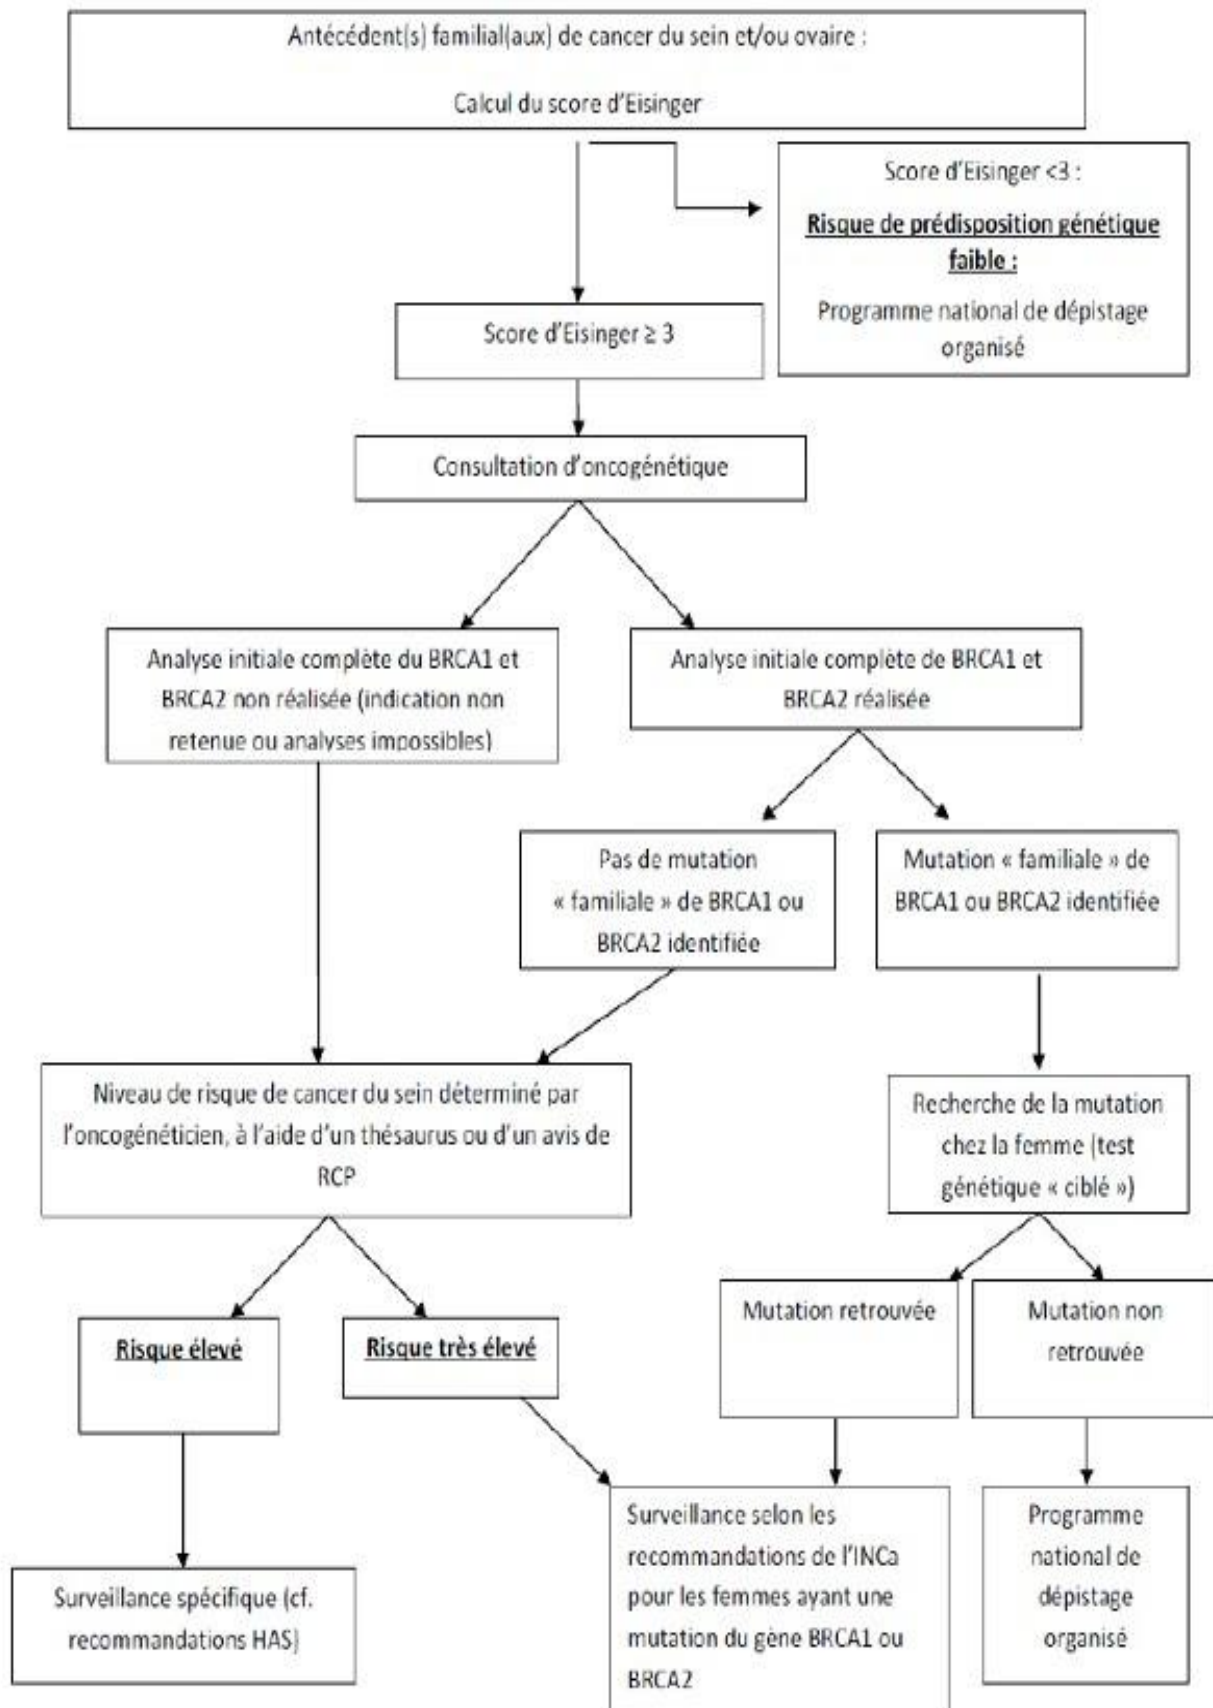 Antécédent(s) familial(aux) de cancer du sein et/ou ovaire :
Calcul du score d'Eisinger
Score d'Eisinger <3 :
Risque de prédisposition génétique
faible :
Programme national de dépistage
organisé
Score d'Eisinger ≥ 3
Consultation d'oncogénétique
Analyse initiale complète du BRCA1 et
BRCA2 non réalisée (indication non
retenue ou analyses impossibles)
Analyse initiale complète de BRCA1 et
BRCA2 réalisée
Pas de mutation
« familiale » de BRCA1 ou
BRCA2 identifiée
Mutation « familiale » de
BRCA1 ou BRCA2 identifiée
Niveau de risque de cancer du sein déterminé par
l'oncogénéticien, à l'aide d'un thésaurus ou d'un avis de
RCP
Recherche de la mutation
chez la femme (test
génétique « ciblé »)
Risque élevé
Risque très élevé
Mutation retrouvée
Mutation non
retrouvée
Surveillance spécifique (cf.
recommandations HAS)
Surveillance selon les
recommandations de l'INCa
pour les femmes ayant une
mutation du gène BRCA1 ou
BRCA2
Programme
national de
dépistage
organisé